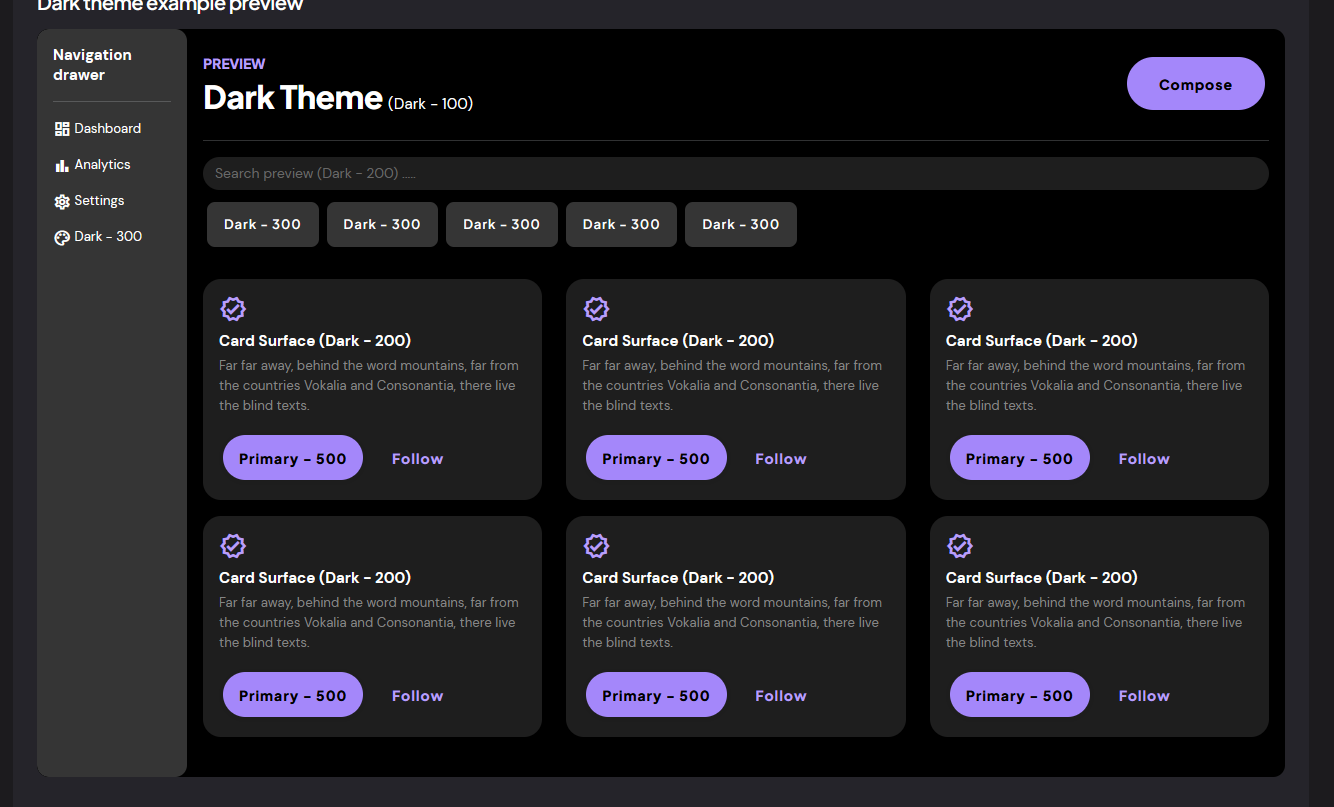 Dark theme example preview
Navigation
drawer
Dashboard
Analytics
Settings
Dark - 300
PREVIEW
Dark Theme (Dark - 100)
Compose
Search preview (Dark - 200) .....
Dark - 300 Dark - 300 Dark - 300 Dark - 300 Dark - 300
Card Surface (Dark - 200)
Far far away, behind the word mountains, far from
the countries Vokalia and Consonantia, there live
the blind texts.
Primary - 500 Follow
Card Surface (Dark - 200)
Far far away, behind the word mountains, far from
the countries Vokalia and Consonantia, there live
the blind texts.
Primary - 500 Follow
Card Surface (Dark - 200)
Far far away, behind the word mountains, far from
the countries Vokalia and Consonantia, there live
the blind texts.
Primary - 500 Follow
Card Surface (Dark - 200)
Far far away, behind the word mountains, far from
the countries Vokalia and Consonantia, there live
the blind texts.
Primary - 500 Follow
Card Surface (Dark - 200)
Far far away, behind the word mountains, far from
the countries Vokalia and Consonantia, there live
the blind texts.
Primary - 500 Follow
Card Surface (Dark - 200)
Far far away, behind the word mountains, far from
the countries Vokalia and Consonantia, there live
the blind texts.
Primary - 500 Follow